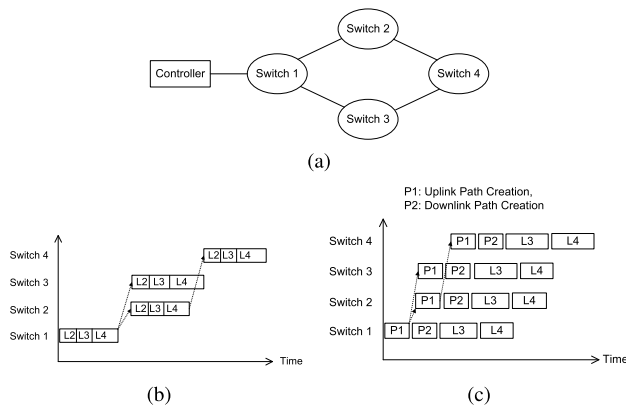 Switch 2
Controller
Switch 1
Switch 4
Switch 3
(a)
P1: Uplink Path Creation,
P2: Downlink Path Creation
Switch 4
L2 L3 L4
Switch 3
L2 L3 L4
Switch 2
L2 L3 L4
Switch 1
L2 L3 L4
Time
(b)
Switch 4
P1 P2 L3 L4
Switch 3
P1 P2 L3 L4
Switch 2
P1 P2 L3 L4
Switch 1
P1 P2 L3 L4
Time
(c)